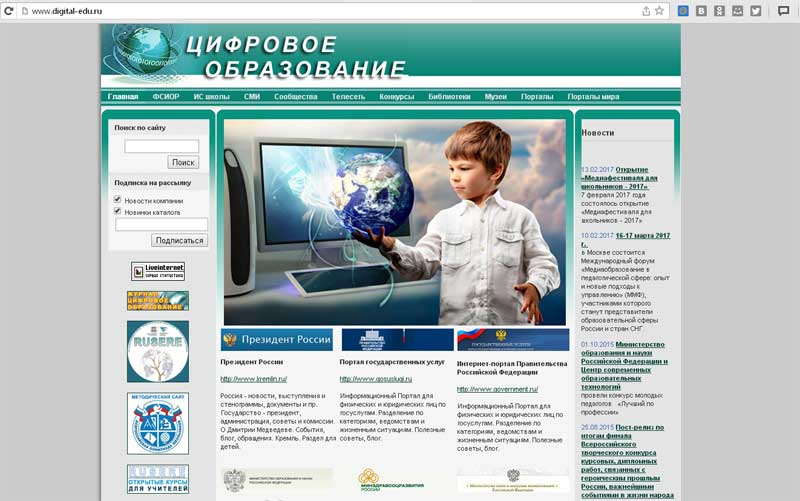 www.digital-edu.ru
ЦИФРОВОЕ
ОБРАЗОВАНИЕ
Главная ФСИОР ИС школы СМИ Сообщества Телесеть Конкурсы Библиотеки Музеи Порталы Порталы мира
Поиск по сайту
Поиск
Подписка на рассылку
Новости компании
Новинки каталога
Подписаться
Liveinternet
ЖУРНАЛ
ЦИФРОВОЕ
ОБРАЗОВАНИЕ
RUSERE
МЕТОДИЧЕСКИЙ САЙТ
RUSERE
ОТКРЫТЫЕ КУРСЫ
ДЛЯ УЧИТЕЛЕЙ
Президент России
Президент России
http://www.kremlin.ru/
Россия - новости, выступления и
стенограммы, документы и пр.
Государство - президент,
администрация, советы и комиссии.
О Дмитрии Медведеве. События,
блог, обращения. Кремль. Раздел для
детей.
Портал государственных услуг
http://www.gosuslugi.ru
Информационный Портал для
физических и юридических лиц по
госуслугам. Разделение по
категориям, ведомствам и
жизненным ситуациям. Полезные
советы, блог.
ГОСУДАРСТВЕННЫЕ УСЛУГИ
Интернет-портал Правительства
Российской Федерации
http://www.government.ru/
Информационный Портал для
физических и юридических лиц по
госуслугам. Разделение по
категориям, ведомствам и
жизненным ситуациям. Полезные
советы, блог.
МИНЗДРАВСОЦРАЗВИТИЯ
РОССИИ
Новости
13.02.2017 Открытие
«Медиафестиваля для
школьников - 2017»
7 февраля 2017 года
состоялось открытие
«Медиафестиваля для
школьников - 2017»
10.02.2017 16-17 марта 2017
г.
в Москве состоится
Международный форум
«Медиаобразование в
педагогической сфере: опыт
и новые подходы к
управлению» (ММФ),
участниками которого
станут представители
образовательной сферы
России и стран СНГ.
01.10.2015 Министерство
образования и науки
Российской Федерации и
Центр современных
образовательных
технологий
провели конкурс молодых
педагогов «Лучший по
профессии»
26.08.2015 Пост-релиз по
итогам финала
Всероссийского
творческого конкурса
курсовых, дипломных
работ, связанных с
героическим прошлым
России, важнейшими
событиями в жизни народа